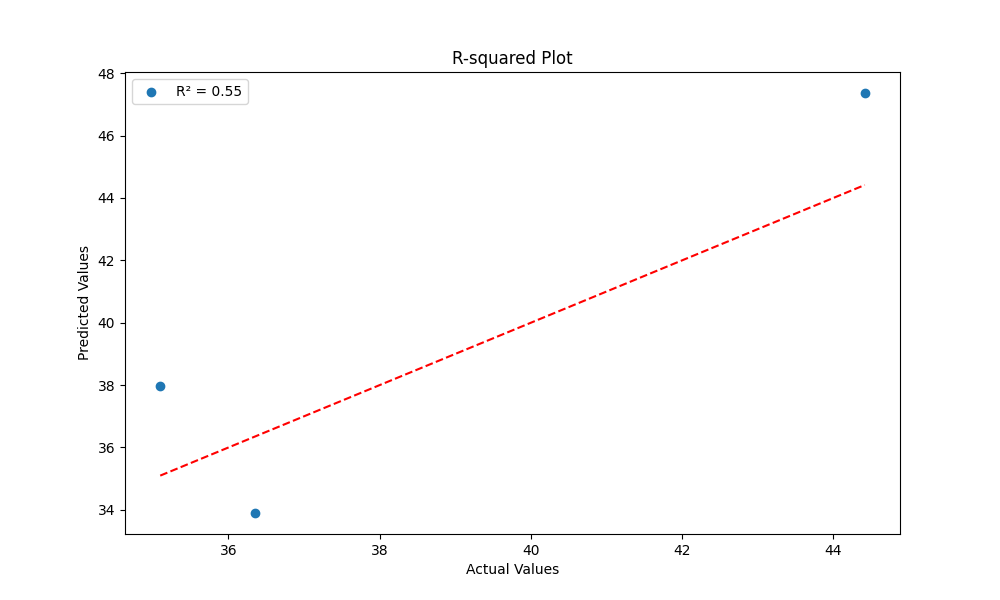 R-squared Plot
R² = 0.55
48
46
44
42
40
38
36
34
Predicted Values
36 38 40 42 44
Actual Values